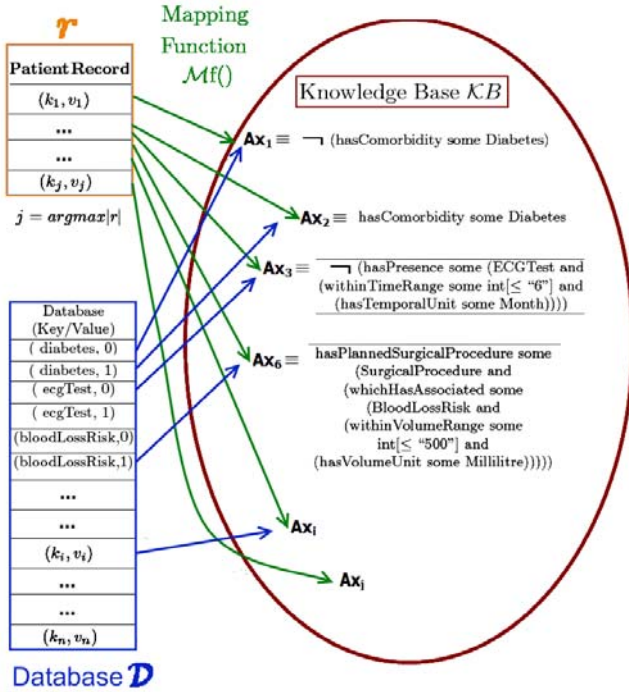 r
Patient Record
(k₁, v₁)
...
...
(kⱼ, vⱼ)
j = argmax|r|
Mapping
Function
ℳf()
Knowledge Base 𝒦B
Ax₁ ≡ ¬ (hasComorbidity some Diabetes)
Ax₂ ≡ hasComorbidity some Diabetes
Ax₃ ≡ ¬ (hasPresence some (ECGTest and
(withinTimeRange some int[≤ “6”] and
(hasTemporalUnit some Month))))
Ax₆ ≡ hasPlannedSurgicalProcedure some
(SurgicalProcedure and
(whichHasAssociated some
(BloodLossRisk and
(withinVolumeRange some
int[≤ “500”] and
(hasVolumeUnit some Millilitre)))))
Axᵢ
Axⱼ
Database
(Key/Value)
( diabetes, 0)
( diabetes, 1)
( ecgTest, 0)
( ecgTest, 1)
(bloodLossRisk,0)
(bloodLossRisk,1)
...
...
(kᵢ, vᵢ)
...
...
(kₙ, vₙ)
Database 𝒟